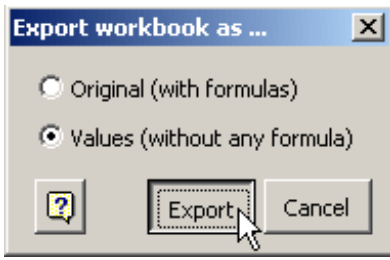 Export workbook as ...
Original (with formulas)
Values (without any formula)
? Export Cancel